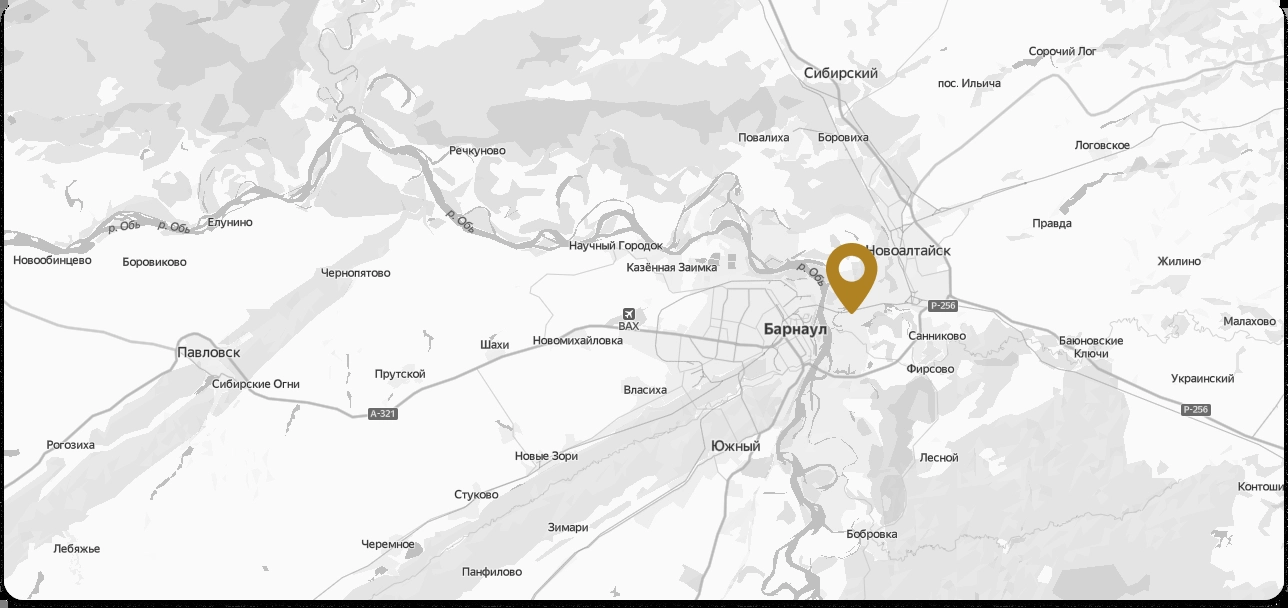 Сорочий Лог
Сибирский
пос. Ильича
Повалиха
Боровиха
Логовское
Речкуново
р. Обь
р. Обь
Елунино
р. Обь
Правда
Научный Городок
Новоалтайск
Новообинцево
Боровиково
Чернопятово
Казённая Заимка
р. Обь
Жилино
Р-256
BAX
Барнаул
Малахово
Павловск
Шахи
Новомихайловка
Санниково
Баюновские
Ключи
Прутской
Сибирские Огни
Фирсово
Украинский
Власиха
А-321
Р-256
Рогозиха
Южный
Новые Зори
Лесной
Стуково
Контоши
Зимари
Бобровка
Лебяжье
Черемное
Панфилово